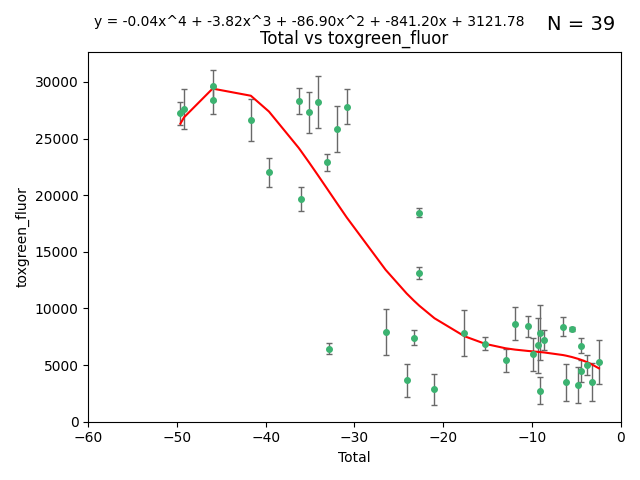 y = -0.04x^4 + -3.82x^3 + -86.90x^2 + -841.20x + 3121.78
N = 39
Total vs toxgreen_fluor
30000
25000
20000
15000
10000
5000
0
toxgreen_fluor
−60
−50
−40
−30
−20
−10
0
Total